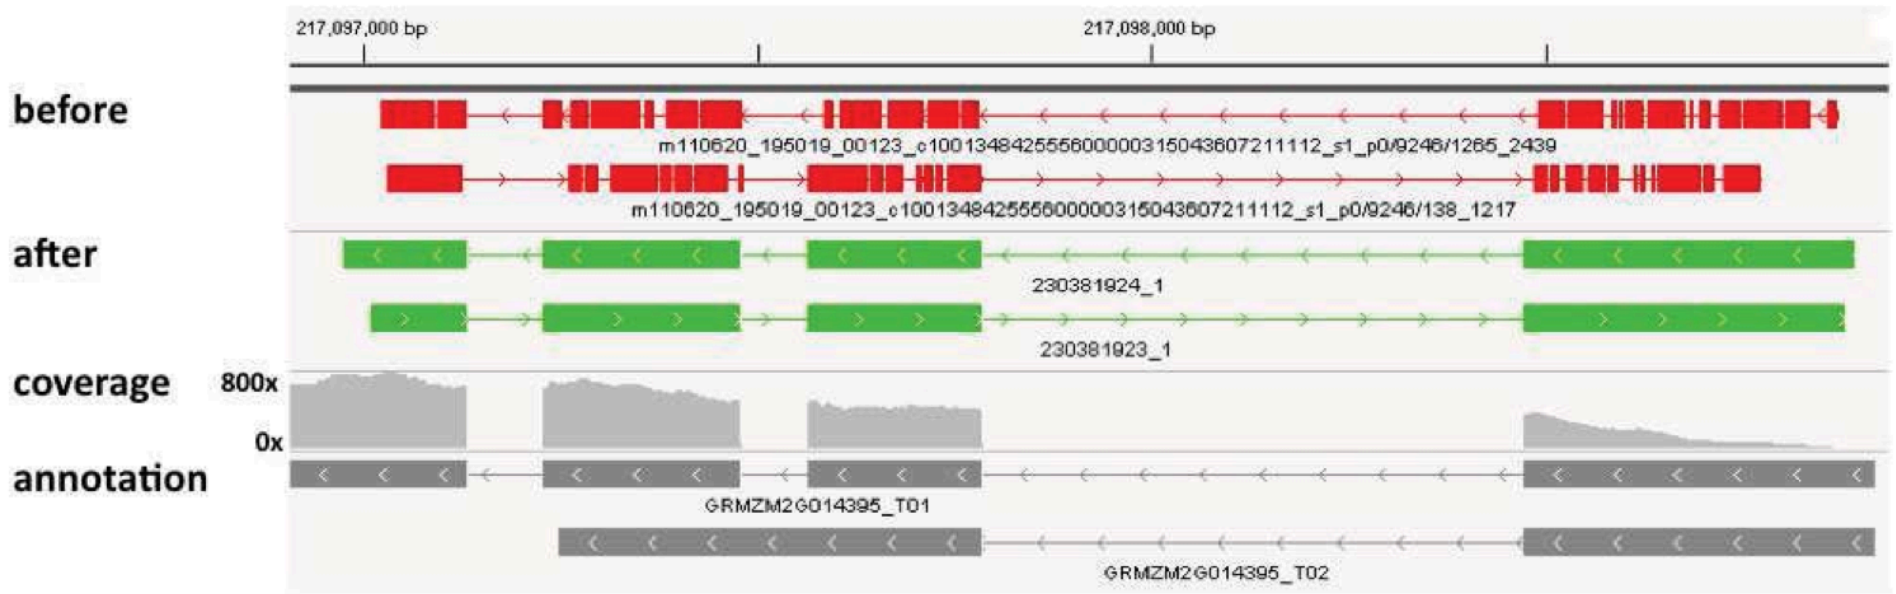 217,097,000 bp 217,098,000 bp
before
m110620_195019_00123_c100134842555600000315043607211112_s1_p0/9246/1265_2439
m110620_195019_00123_c100134842555600000315043607211112_s1_p0/9246/138_1217
after
230381924_1
230381923_1
coverage 800x
0x
annotation
GRMZM2G014395_T01
GRMZM2G014395_T02